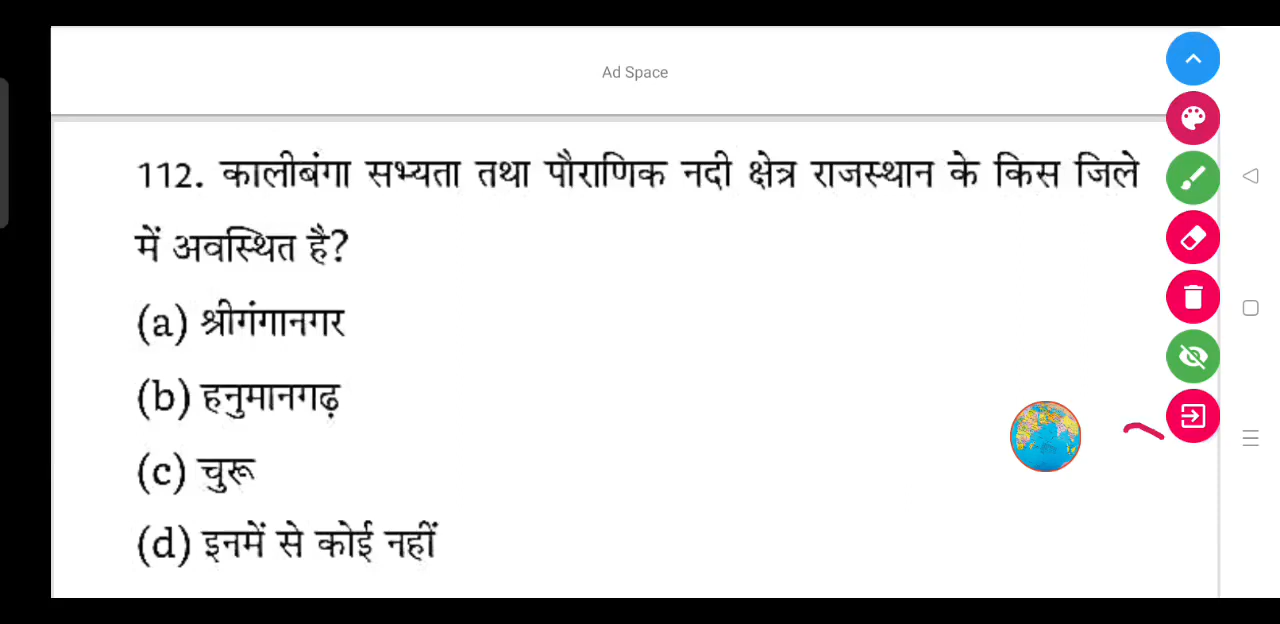 Ad Space
112. कालीबंगा सभ्यता तथा पौराणिक नदी क्षेत्र राजस्थान के किस जिले
में अवस्थित है?
(a) श्रीगंगानगर
(b) हनुमानगढ़
(c) चुरू
(d) इनमें से कोई नहीं